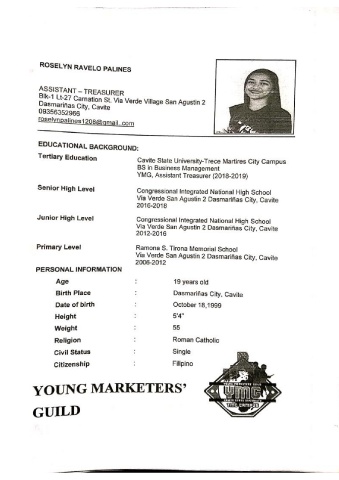 ROSELYN RAVELO PALINES
ASSISTANT – TREASURER
Blk-1 Lt-27 Carnation St. Via Verde Village San Agustin 2
Dasmariñas City, Cavite
09356352966
roselynpalines1208@gmail.com
EDUCATIONAL BACKGROUND:
Tertiary Education Cavite State University-Trece Martires City Campus
BS in Business Management
YMG, Assistant Treasurer (2018-2019)
Senior High Level Congressional Integrated National High School
Via Verde San Agustin 2 Dasmariñas City, Cavite
2016-2018
Junior High Level Congressional Integrated National High School
Via Verde San Agustin 2 Dasmariñas City, Cavite
2012-2016
Primary Level Ramona S. Tirona Memorial School
Via Verde San Agustin 2 Dasmariñas City, Cavite
2006-2012
PERSONAL INFORMATION
Age : 19 years old
Birth Place : Dasmariñas City, Cavite
Date of birth : October 18,1999
Height : 5'4"
Weight : 55
Religion : Roman Catholic
Civil Status : Single
Citizenship : Filipino
YOUNG MARKETERS'
GUILD
YMG